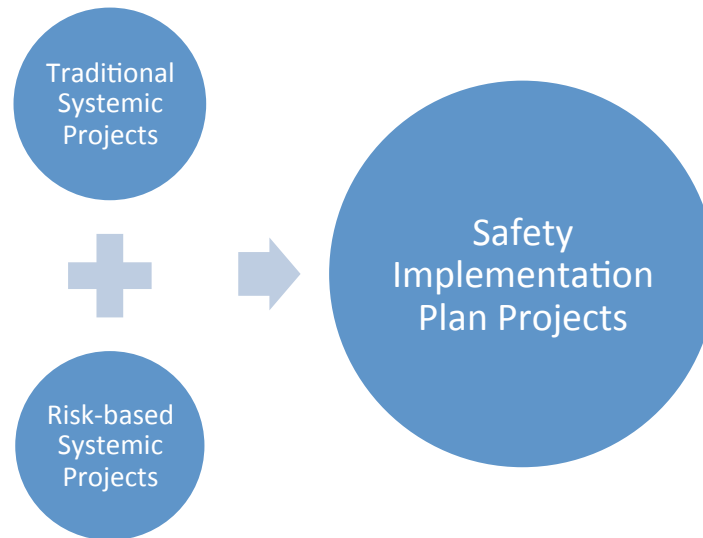 Traditional
Systemic
Projects
Risk-based
Systemic
Projects
Safety
Implementation
Plan Projects